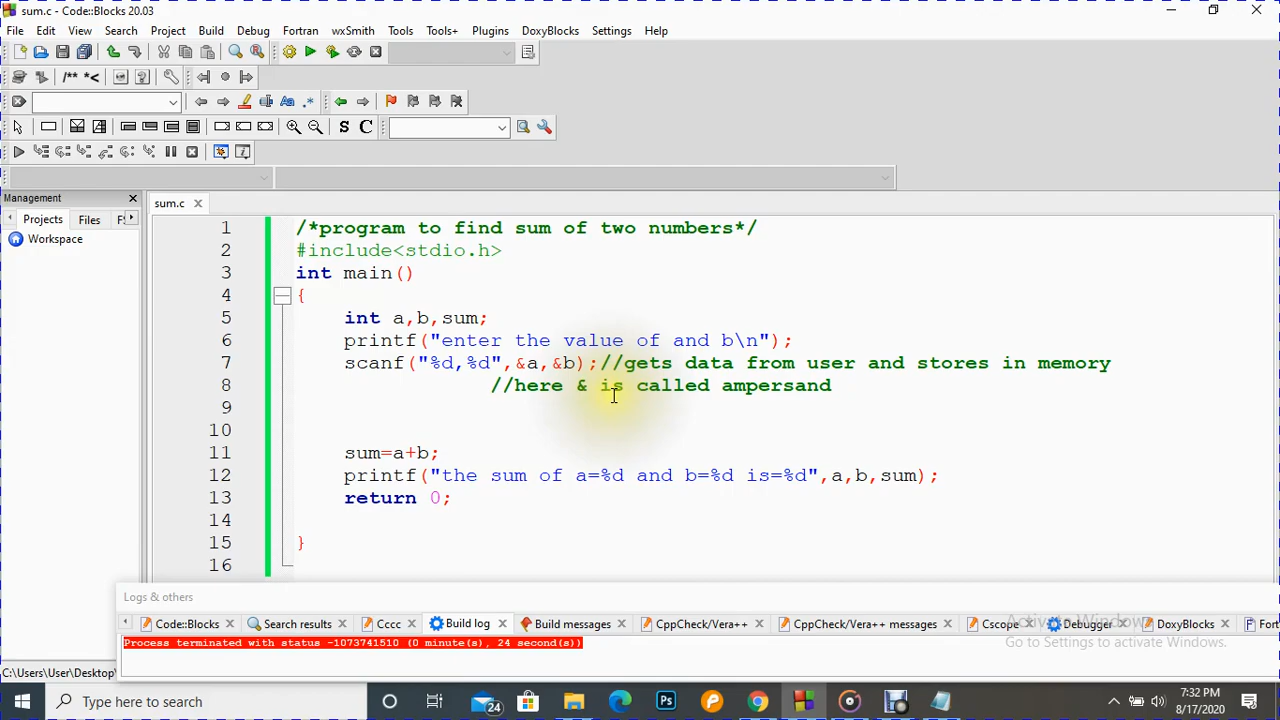 sum.c - Code::Blocks 20.03
File Edit View Search Project Build Debug Fortran wxSmith Tools Tools+ Plugins DoxyBlocks Settings Help
/** *<
S C
Management
sum.c
Projects Files
Workspace
1 /*program to find sum of two numbers*/
2 #include<stdio.h>
3 int main()
4 {
5 int a,b,sum;
6 printf("enter the value of and b\n");
7 scanf("%d,%d",&a,&b);//gets data from user and stores in memory
8 //here & is called ampersand
9
10
11 sum=a+b;
12 printf("the sum of a=%d and b=%d is=%d",a,b,sum);
13 return 0;
14
15 }
16
Logs & others
Code::Blocks Search results Cccc Build log Build messages CppCheck/Vera++ CppCheck/Vera++ messages Cscope Debugger DoxyBlocks Fort
Process terminated with status -1073741510 (0 minute(s), 24 second(s))
Activate Windows
Go to Settings to activate Windows.
C:\Users\User\Desktop\
Type here to search
24
Ps
7:32 PM
8/17/2020